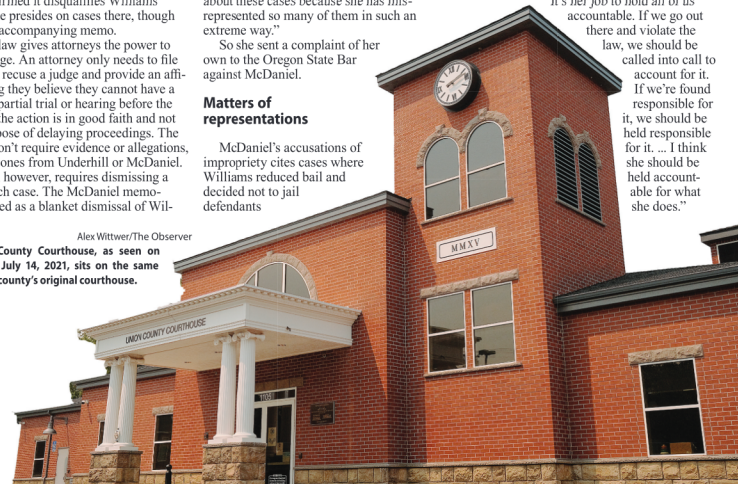 it disqualifies Williams
presides on cases there, though
accompanying memo.
law gives attorneys the power to
An attorney only needs to file
recuse a judge and provide an affi-
they believe they cannot have a
partial trial or hearing before the
the action is in good faith and not
of delaying proceedings. The
require evidence or allegations,
ones from Underhill or McDaniel.
however, requires dismissing a
case. The McDaniel memo-
as a blanket dismissal of Wil-
Alex Wittwer/The Observer
County Courthouse, as seen on
July 14, 2021, sits on the same
county's original courthouse.
about these cases because she has mis-
represented so many of them in such an
extreme way."
So she sent a complaint of her
own to the Oregon State Bar
against McDaniel.
Matters of
representations
McDaniel's accusations of
impropriety cites cases where
Williams reduced bail and
decided not to jail
defendants
it's her job to hold all of us
accountable. If we go out
there and violate the
law, we should be
called into call to
account for it.
If we're found
responsible for
it, we should be
held responsible
for it. ... I think
she should be
held account-
able for what
she does."
MMXV
UNION COUNTY COURTHOUSE
1105